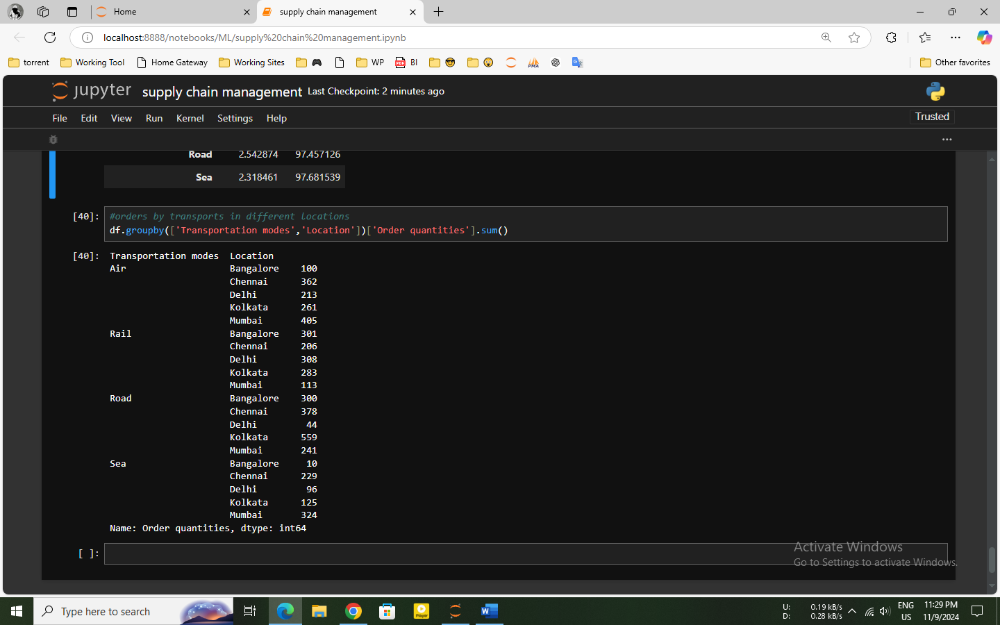 Home
supply chain management
localhost:8888/notebooks/ML/supply%20chain%20management.ipynb
torrent
Working Tool
Home Gateway
Working Sites
WP
BI
Other favorites
jupyter supply chain management Last Checkpoint: 2 minutes ago
File Edit View Run Kernel Settings Help
Trusted
Road 2.542874 97.457126
Sea 2.318461 97.681539
[40]: #orders by transports in different locations
df.groupby(['Transportation modes','Location'])['Order quantities'].sum()
[40]: Transportation modes Location
Air Bangalore 100
Chennai 362
Delhi 213
Kolkata 261
Mumbai 405
Rail Bangalore 301
Chennai 206
Delhi 308
Kolkata 283
Mumbai 113
Road Bangalore 300
Chennai 378
Delhi 44
Kolkata 559
Mumbai 241
Sea Bangalore 10
Chennai 229
Delhi 96
Kolkata 125
Mumbai 324
Name: Order quantities, dtype: int64
[ ]:
Activate Windows
Go to Settings to activate Windows.
Type here to search
U: 0.19 kB/s
D: 0.28 kB/s
ENG
US
11:29 PM
11/9/2024